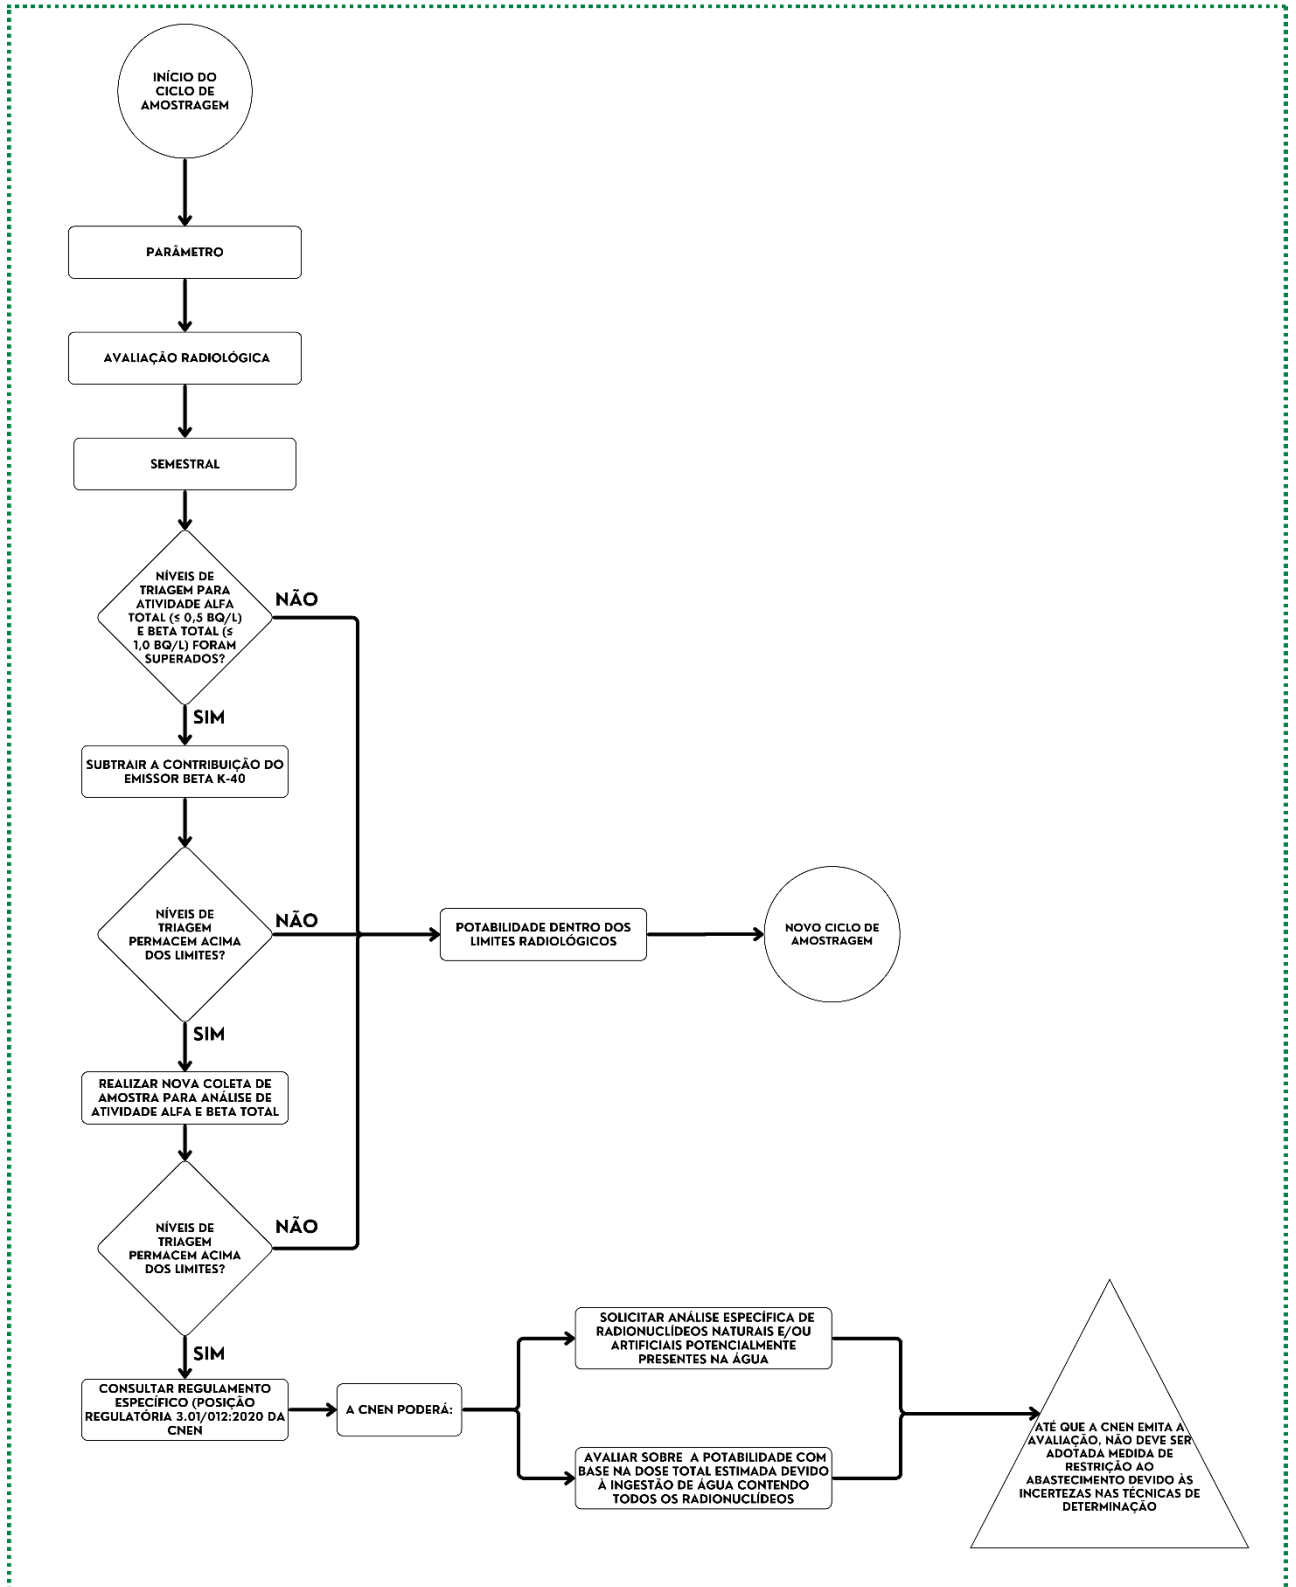 INÍCIO DO
CICLO DE
AMOSTRAGEM
PARÂMETRO
AVALIAÇÃO RADIOLÓGICA
SEMESTRAL
NÍVEIS DE
TRIAGEM PARA
ATIVIDADE ALFA
TOTAL (≤ 0,5 BQ/L)
E BETA TOTAL (≤
1,0 BQ/L) FORAM
SUPERADOS?
NÃO
SIM
SUBTRAIR A CONTRIBUIÇÃO DO
EMISSOR BETA K-40
NÍVEIS DE
TRIAGEM
PERMACEM ACIMA
DOS LIMITES?
NÃO
POTABILIDADE DENTRO DOS
LIMITES RADIOLÓGICOS
NOVO CICLO DE
AMOSTRAGEM
SIM
REALIZAR NOVA COLETA DE
AMOSTRA PARA ANÁLISE DE
ATIVIDADE ALFA E BETA TOTAL
NÍVEIS DE
TRIAGEM
PERMACEM ACIMA
DOS LIMITES?
NÃO
SIM
CONSULTAR REGULAMENTO
ESPECÍFICO (POSIÇÃO
REGULATÓRIA 3.01/012:2020 DA
CNEN
A CNEN PODERÁ:
SOLICITAR ANÁLISE ESPECÍFICA DE
RADIONUCLÍDEOS NATURAIS E/OU
ARTIFICIAIS POTENCIALMENTE
PRESENTES NA ÁGUA
AVALIAR SOBRE A POTABILIDADE COM
BASE NA DOSE TOTAL ESTIMADA DEVIDO
À INGESTÃO DE ÁGUA CONTENDO
TODOS OS RADIONUCLÍDEOS
ATÉ QUE A CNEN EMITA A
AVALIAÇÃO, NÃO DEVE SER
ADOTADA MEDIDA DE
RESTRIÇÃO AO
ABASTECIMENTO DEVIDO ÀS
INCERTEZAS NAS TÉCNICAS DE
DETERMINAÇÃO